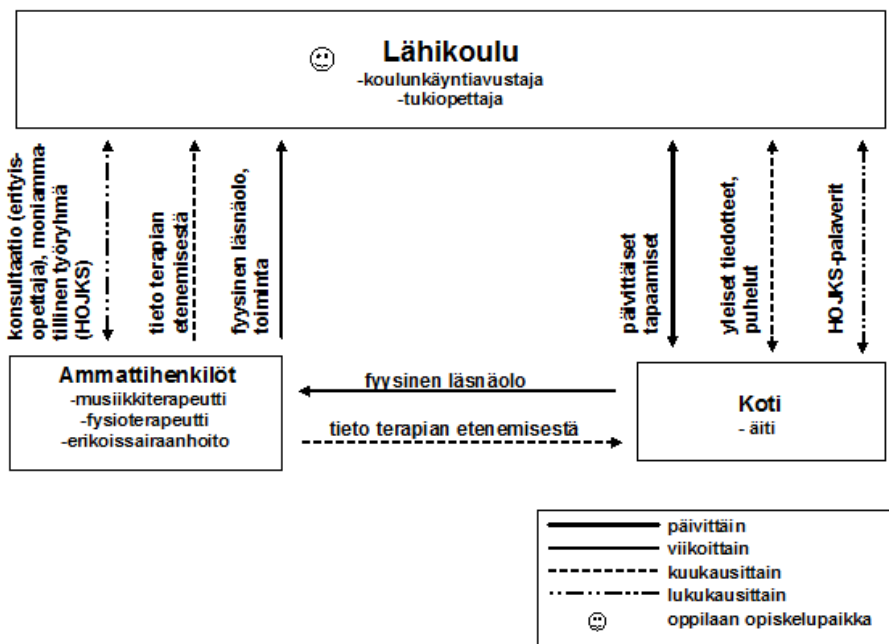 Lähikoulu
-koulunkäyntiavustaja
-tukiopettaja
konsultaatio (erityis-
opettaja), moniamma-
tillinen työryhmä
(HOJKS)
tieto terapian
etenemisestä
fyysinen läsnäolo,
toiminta
päivittäiset
tapaamiset
yleiset tiedotteet,
puhelut
HOJKS-palaverit
Ammattihenkilöt
-musiikkiterapeutti
-fysioterapeutti
-erikoissairaanhoito
fyysinen läsnäolo
tieto terapian etenemisestä
Koti
- äiti
päivittäin
viikoittain
kuukausittain
lukukausittain
oppilaan opiskelupaikka